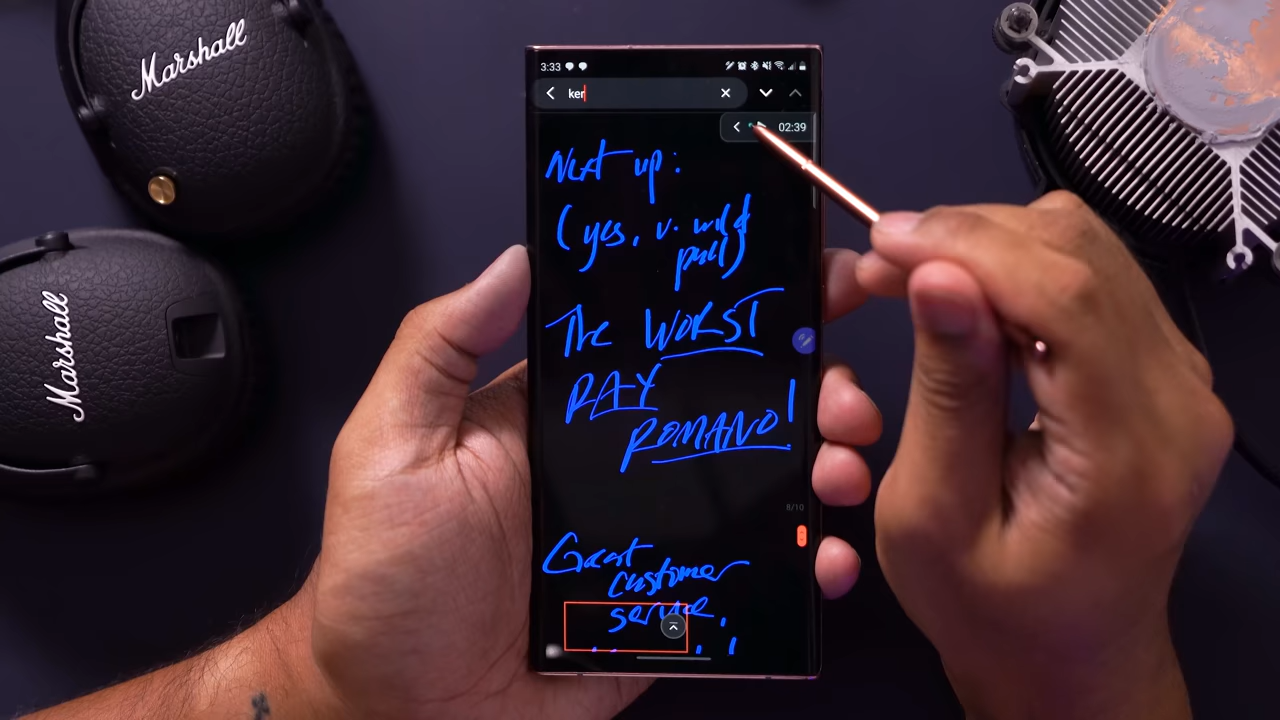 Marshall
Marshall
3:33
ker
02:39
Next up:
(yes, v. wild
pull)
The WORST
RAY
ROMANO!
8/10
Great
customer
service,